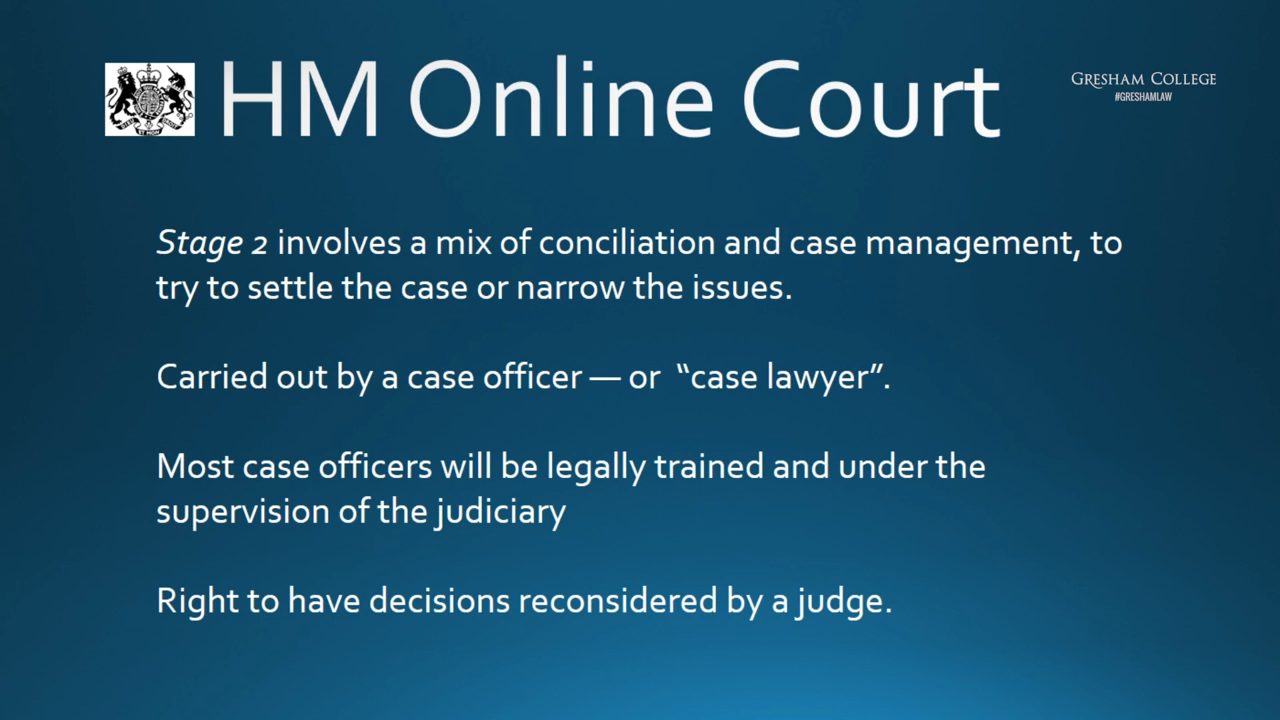 HM Online Court
GRESHAM COLLEGE
#GRESHAMLAW
Stage 2 involves a mix of conciliation and case management, to
try to settle the case or narrow the issues.
Carried out by a case officer — or “case lawyer”.
Most case officers will be legally trained and under the
supervision of the judiciary
Right to have decisions reconsidered by a judge.